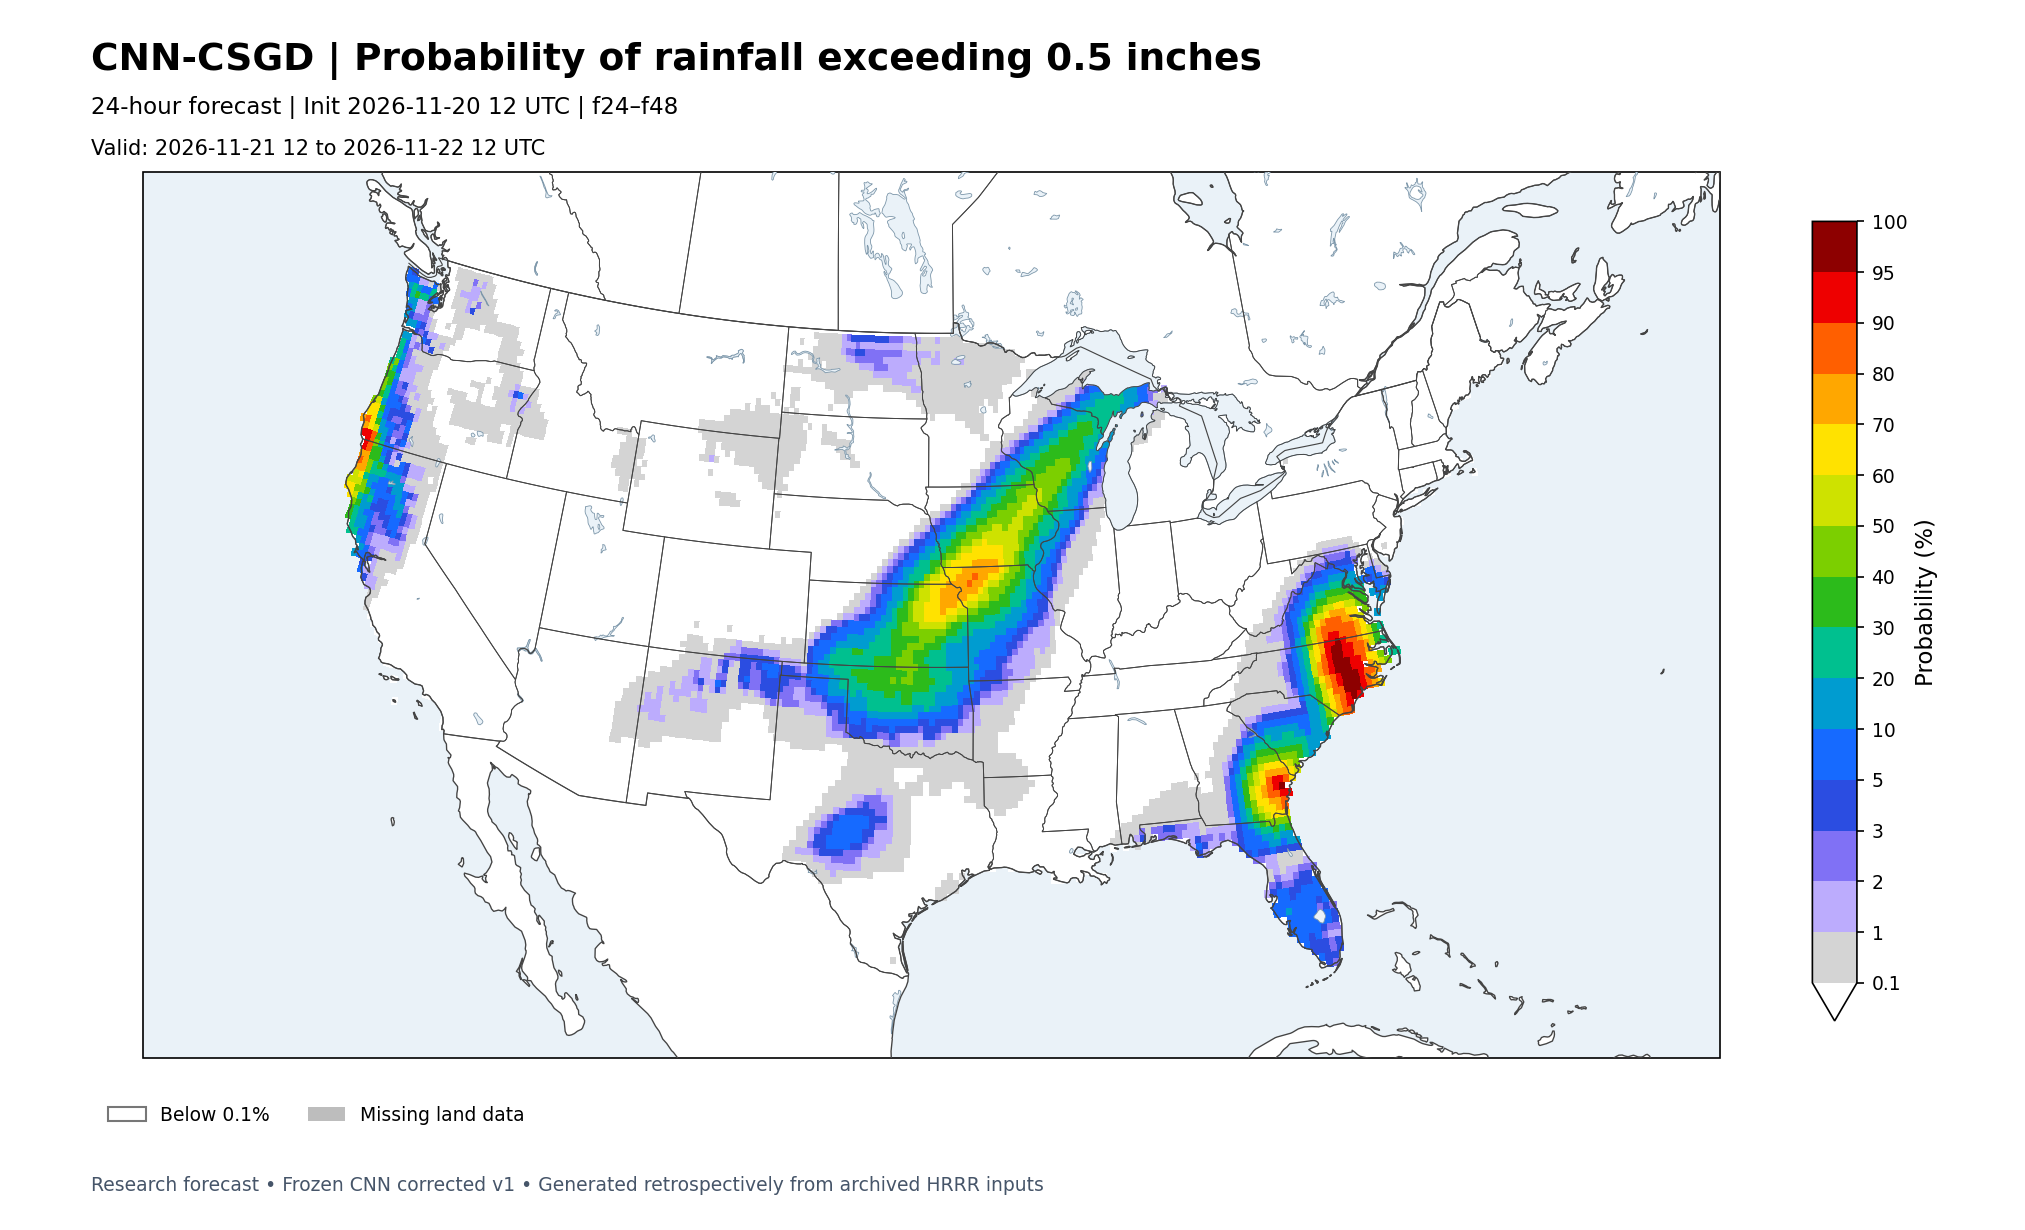 CNN-CSGD | Probability of rainfall exceeding 0.5 inches
24-hour forecast | Init 2026-11-20 12 UTC | f24–f48
Valid: 2026-11-21 12 to 2026-11-22 12 UTC
100
95
90
80
70
60
50
40
30
20
10
5
3
2
1
0.1
Probability (%)
Below 0.1%
Missing land data
Research forecast • Frozen CNN corrected v1 • Generated retrospectively from archived HRRR inputs